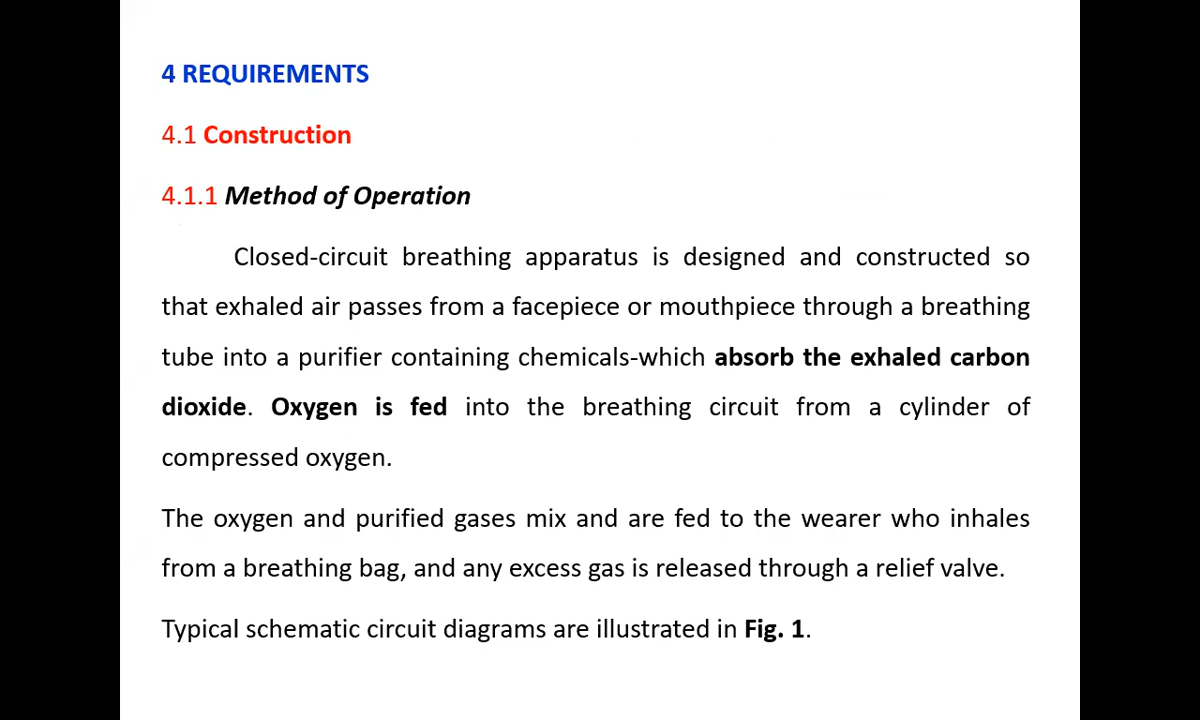 4 REQUIREMENTS
4.1 Construction
4.1.1 Method of Operation
Closed-circuit breathing apparatus is designed and constructed so
that exhaled air passes from a facepiece or mouthpiece through a breathing
tube into a purifier containing chemicals-which absorb the exhaled carbon
dioxide. Oxygen is fed into the breathing circuit from a cylinder of
compressed oxygen.
The oxygen and purified gases mix and are fed to the wearer who inhales
from a breathing bag, and any excess gas is released through a relief valve.
Typical schematic circuit diagrams are illustrated in Fig. 1.